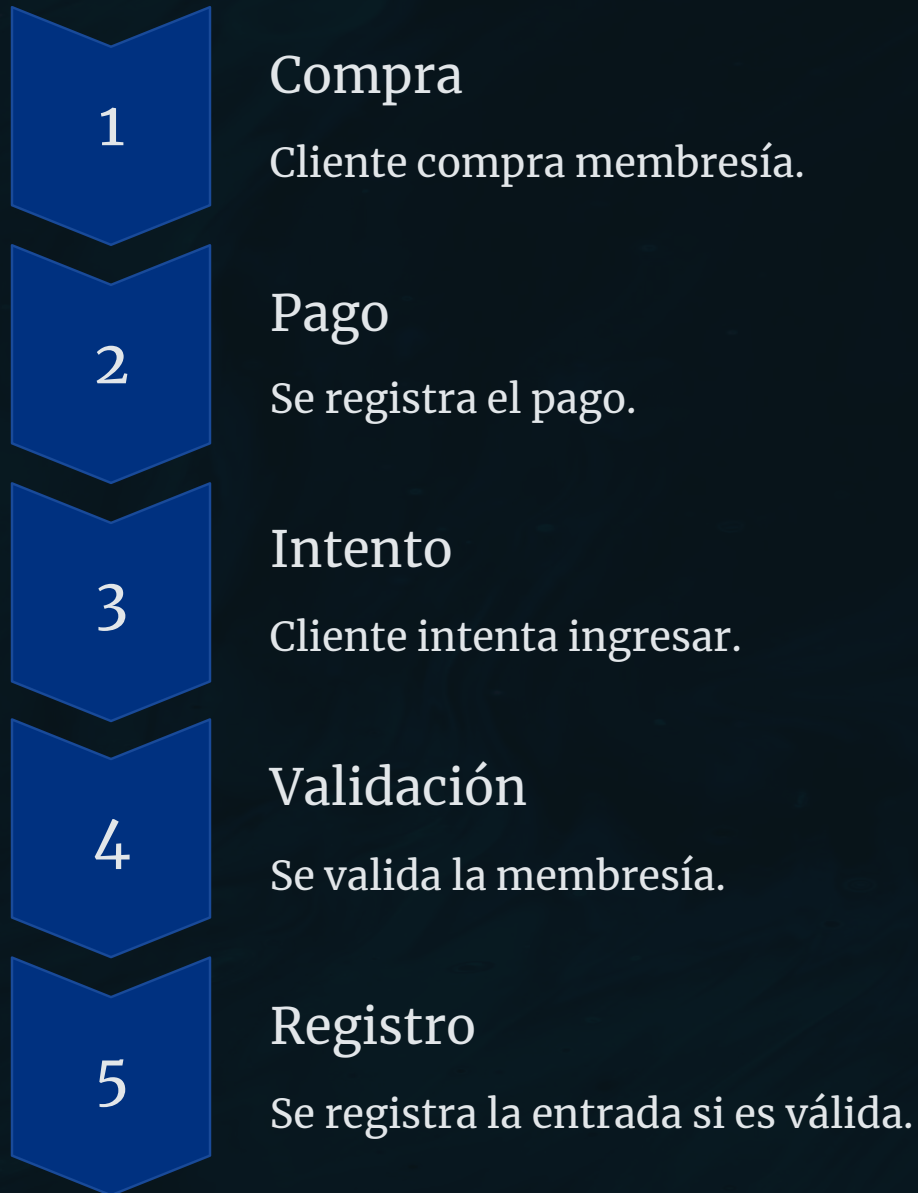 1
Compra
Cliente compra membresía.
2
Pago
Se registra el pago.
3
Intento
Cliente intenta ingresar.
4
Validación
Se valida la membresía.
5
Registro
Se registra la entrada si es válida.